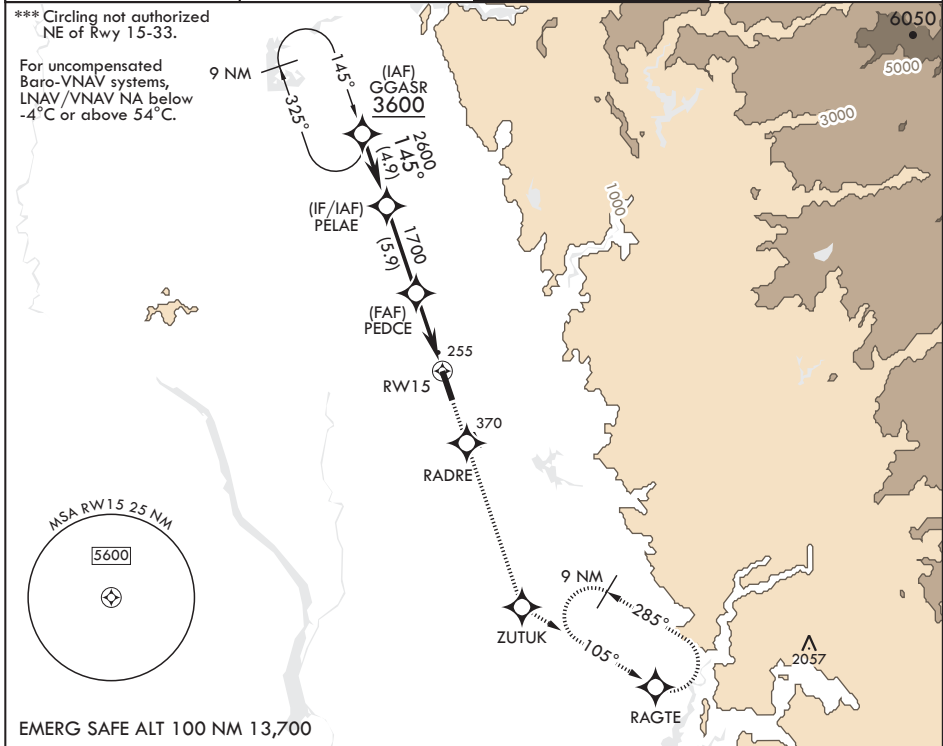 *** Circling not authorized
NE of Rwy 15-33.
For uncompensated
Baro-VNAV systems,
LNAV/VNAV NA below
-4°C or above 54°C.
9 NM
145°
325°
(IAF)
GGASR
3600
2600
145°
(4.9)
(IF/IAF)
PELAE
1700
(5.9)
(FAF)
PEDCE
255
RW15
370
RADRE
6050
5000
3000
1000
MSA RW15 25 NM
5600
ZUTUK
9 NM
285°
105°
RAGTE
2057
EMERG SAFE ALT 100 NM 13,700